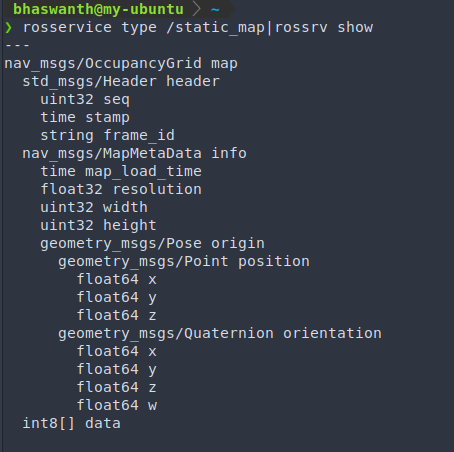 bhaswanth@my-ubuntu ~
❯ rosservice type /static_map|rossrv show
---
nav_msgs/OccupancyGrid map
  std_msgs/Header header
    uint32 seq
    time stamp
    string frame_id
  nav_msgs/MapMetaData info
    time map_load_time
    float32 resolution
    uint32 width
    uint32 height
    geometry_msgs/Pose origin
      geometry_msgs/Point position
        float64 x
        float64 y
        float64 z
      geometry_msgs/Quaternion orientation
        float64 x
        float64 y
        float64 z
        float64 w
  int8[] data